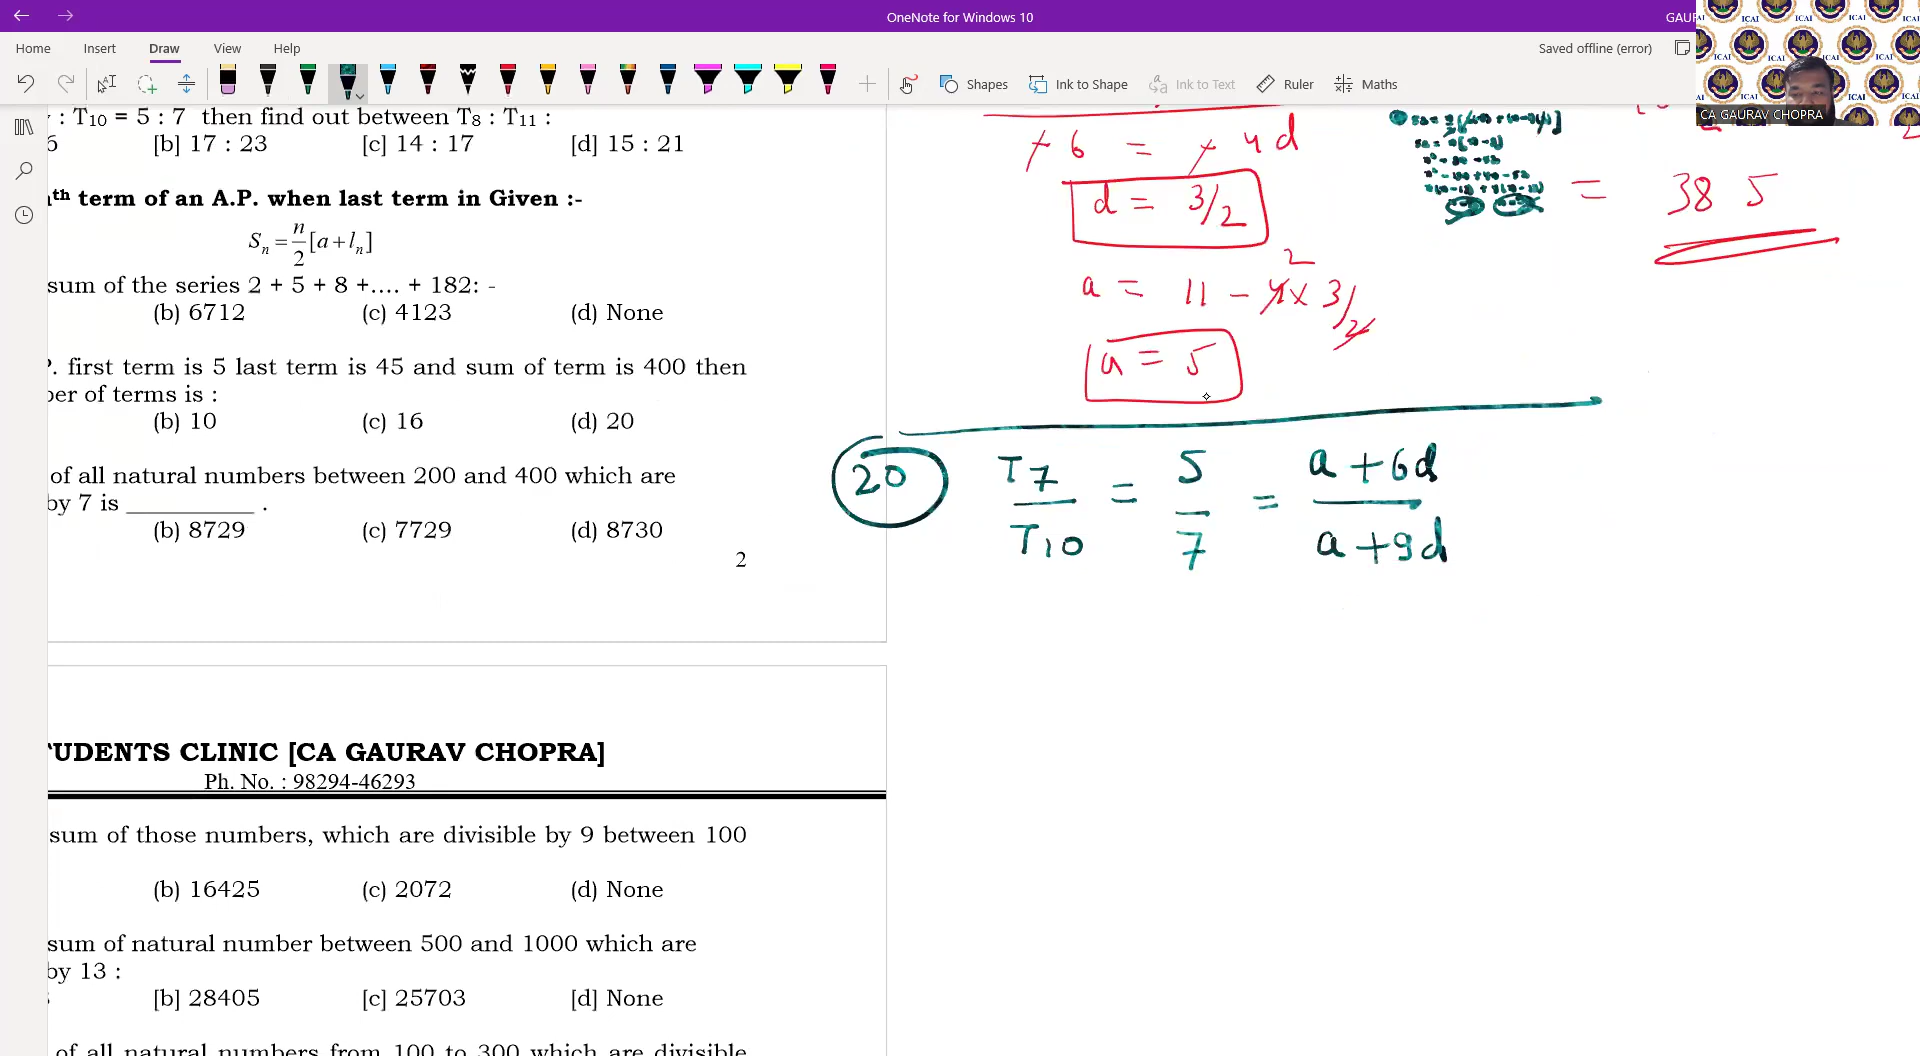 OneNote for Windows 10
GAUR
Home Insert Draw View Help
Saved offline (error)
Shapes Ink to Shape Ink to Text Ruler Maths
ICAI
CA GAURAV CHOPRA
: T10 = 5 : 7 then find out between T8 : T11 :
6 [b] 17 : 23 [c] 14 : 17 [d] 15 : 21
th term of an A.P. when last term in Given :-
Sn = n/2 [a + ln]
sum of the series 2 + 5 + 8 +.... + 182: -
(b) 6712 (c) 4123 (d) None
P. first term is 5 last term is 45 and sum of term is 400 then
ber of terms is :
(b) 10 (c) 16 (d) 20
of all natural numbers between 200 and 400 which are
by 7 is __________ .
(b) 8729 (c) 7729 (d) 8730
2
TUDENTS CLINIC [CA GAURAV CHOPRA]
Ph. No. : 98294-46293
sum of those numbers, which are divisible by 9 between 100
(b) 16425 (c) 2072 (d) None
sum of natural number between 500 and 1000 which are
by 13 :
[b] 28405 [c] 25703 [d] None
of all natural numbers from 100 to 300 which are divisible
-6 = -4d
d = 3/2
a = 11 - 4 x 3/2
2
a = 5
= 38 5
20 T7/T10 = 5/7 = a+6d/a+9d